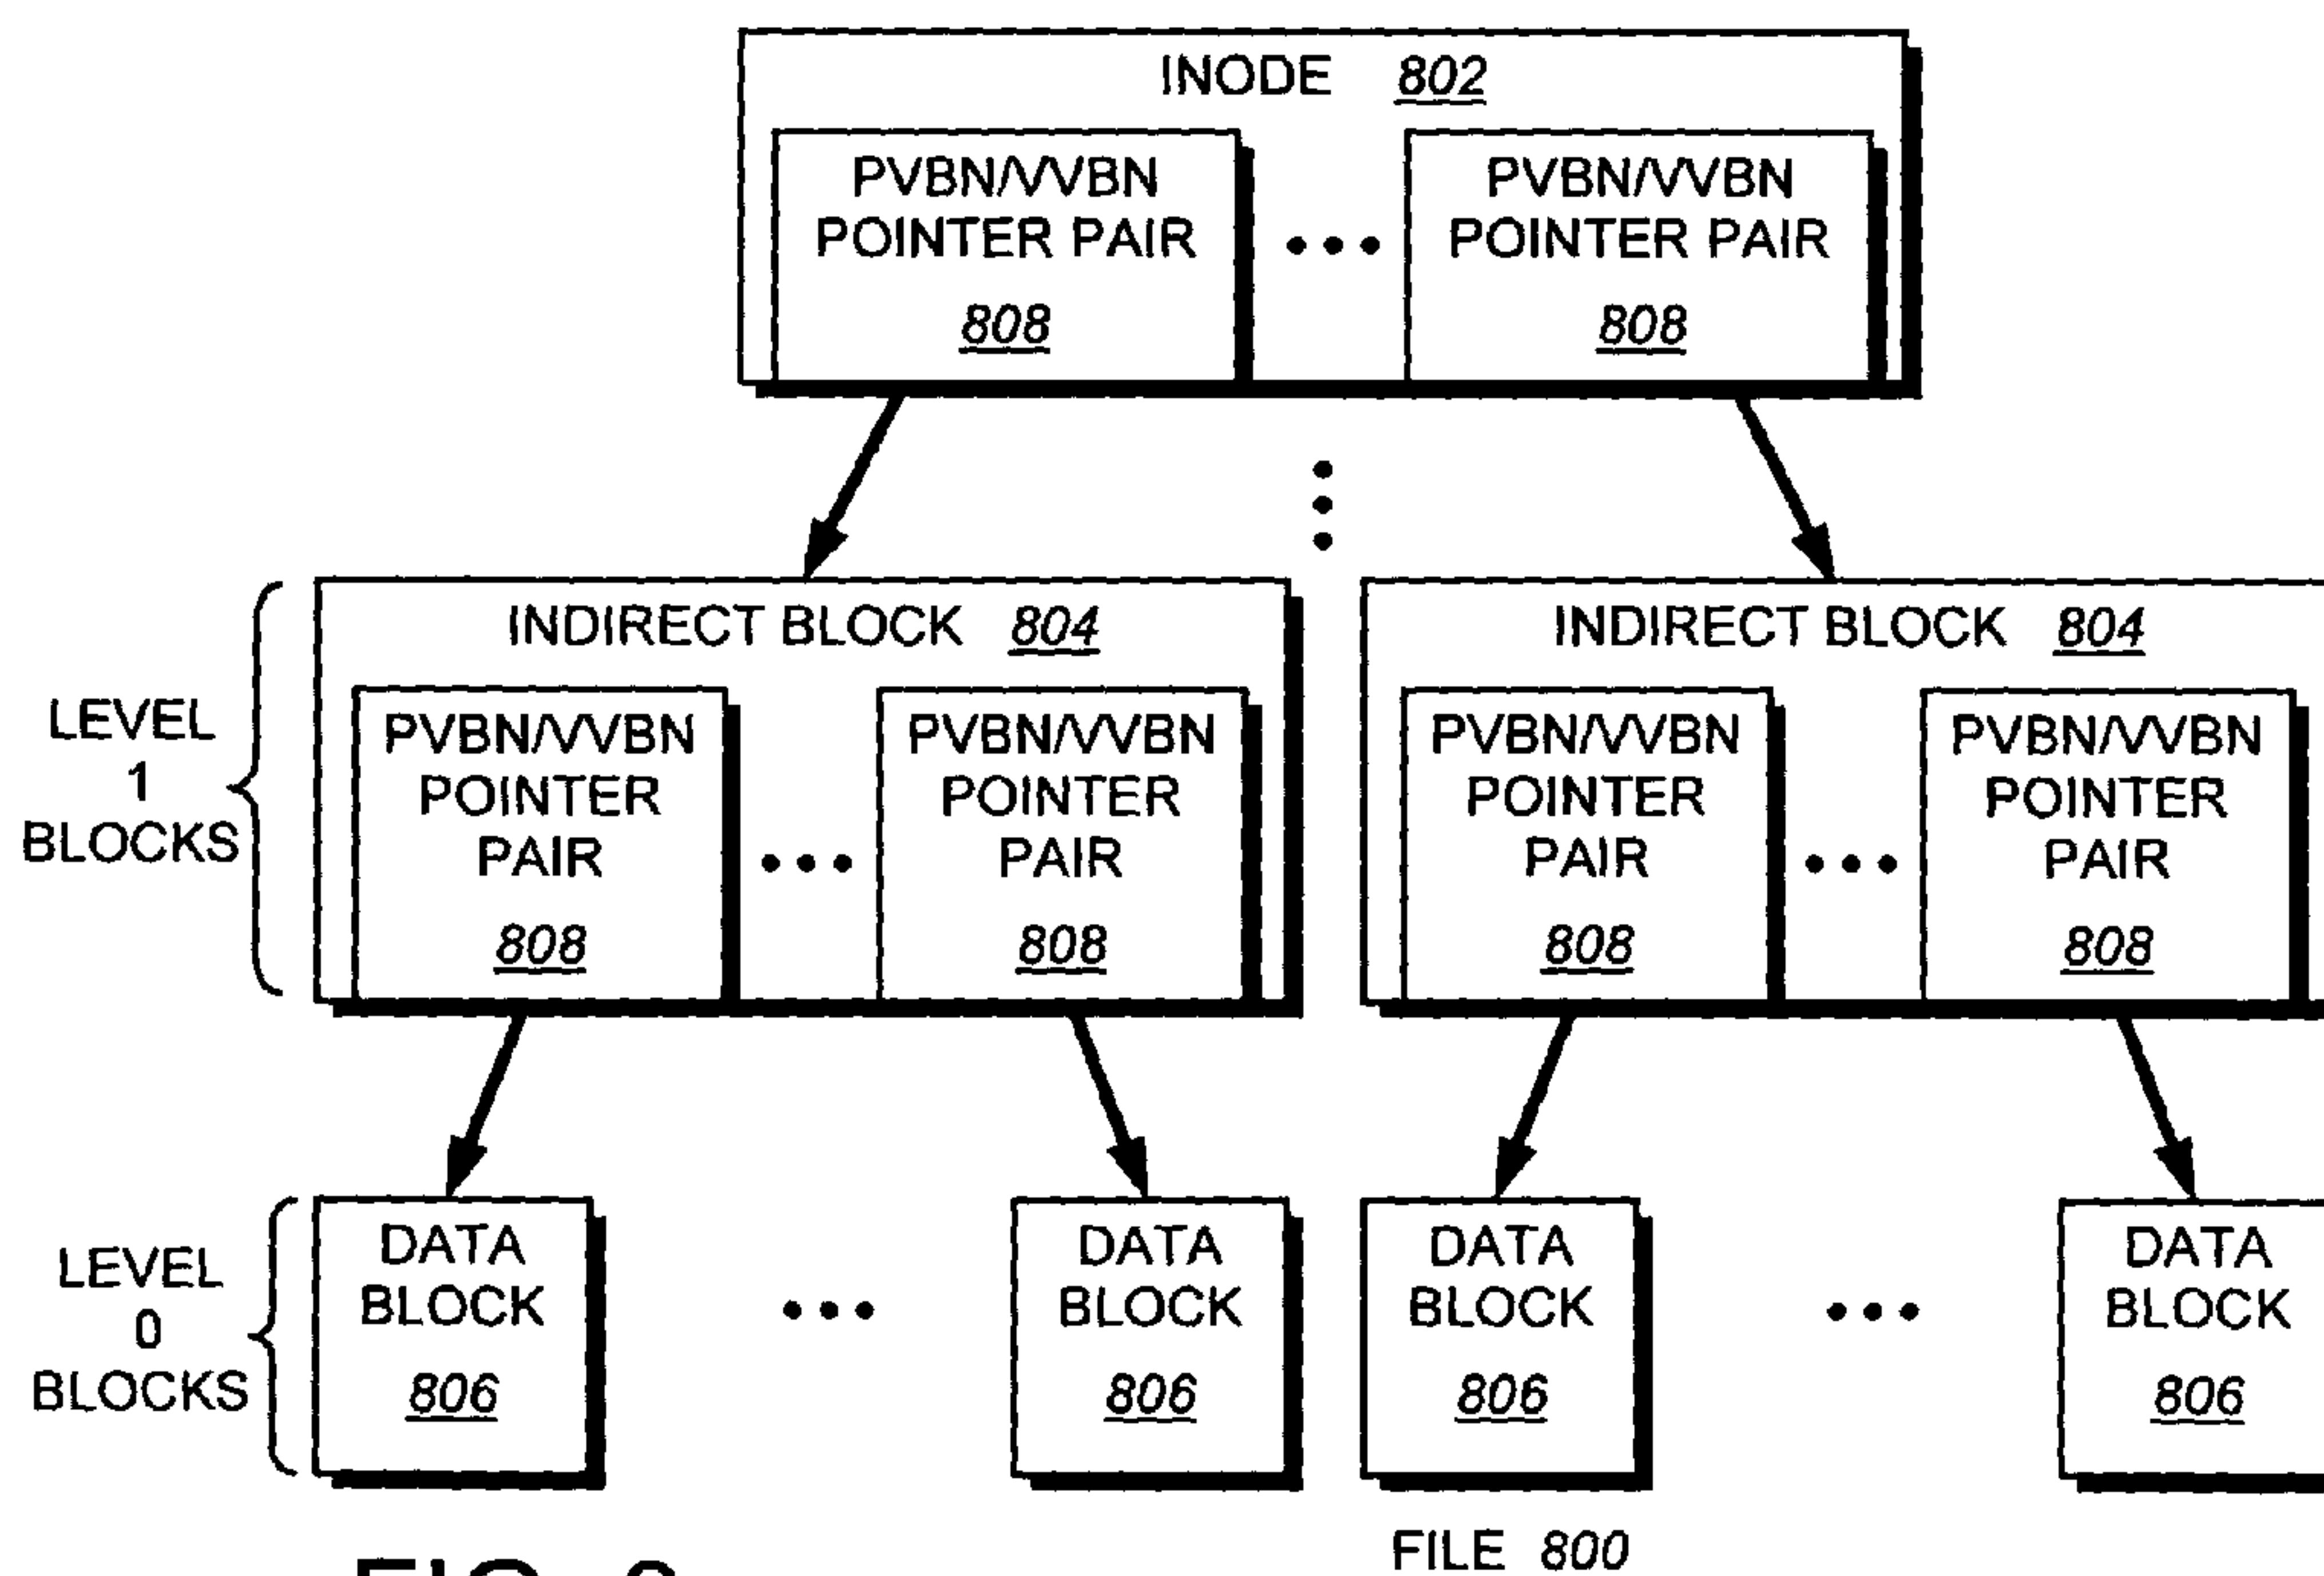 INODE 802
PVBN/VVBN
POINTER PAIR
808
PVBN/VVBN
POINTER PAIR
808
LEVEL
1
BLOCKS
INDIRECT BLOCK 804
PVBN/VVBN
POINTER
PAIR
808
PVBN/VVBN
POINTER
PAIR
808
INDIRECT BLOCK 804
PVBN/VVBN
POINTER
PAIR
808
PVBN/VVBN
POINTER
PAIR
808
LEVEL
0
BLOCKS
DATA
BLOCK
806
DATA
BLOCK
806
DATA
BLOCK
806
DATA
BLOCK
806
FILE 800
FIG.